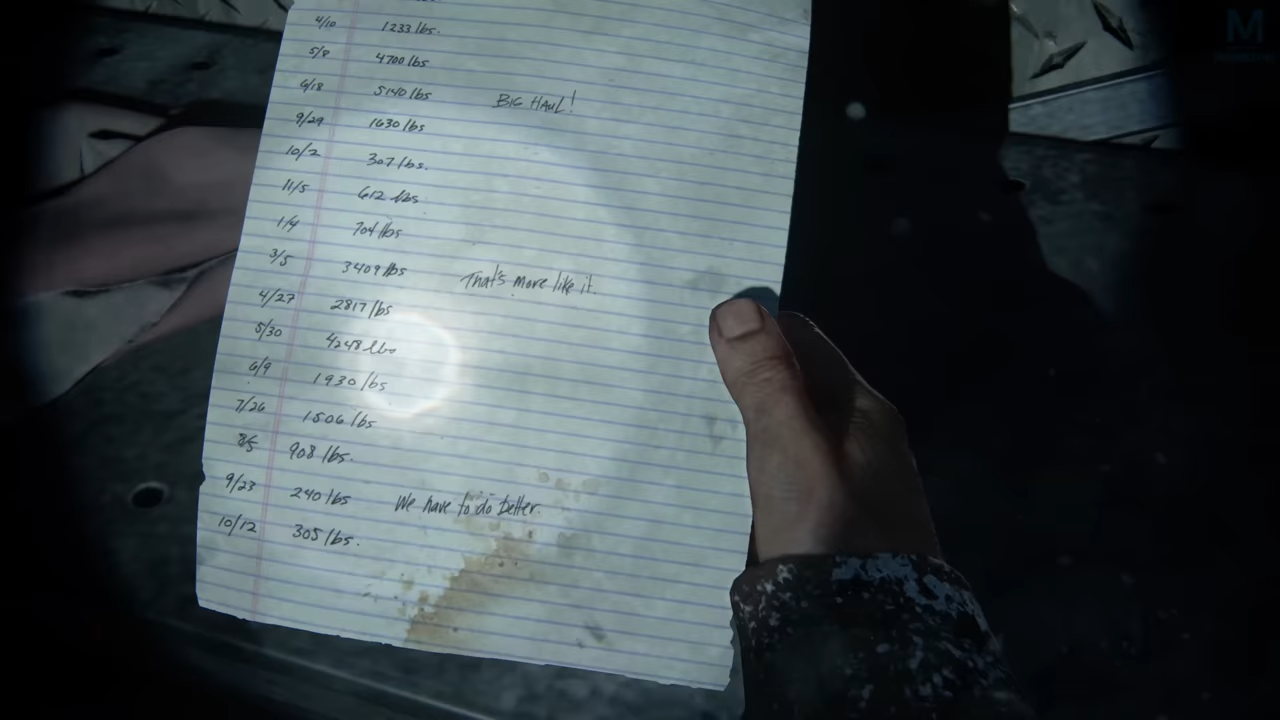 4/10 1233 lbs.
5/8 4700 lbs
6/18 5140 lbs BIG HAUL!
9/29 1630 lbs
10/2 307 lbs.
11/5 612 lbs
1/4 704 lbs
3/5 3409 lbs That's more like it.
4/27 2817 lbs
5/30 4248 lbs
6/9 1930 lbs
7/26 1506 lbs
8/5 908 lbs.
9/23 240 lbs We have to do better.
10/12 305 lbs.
M